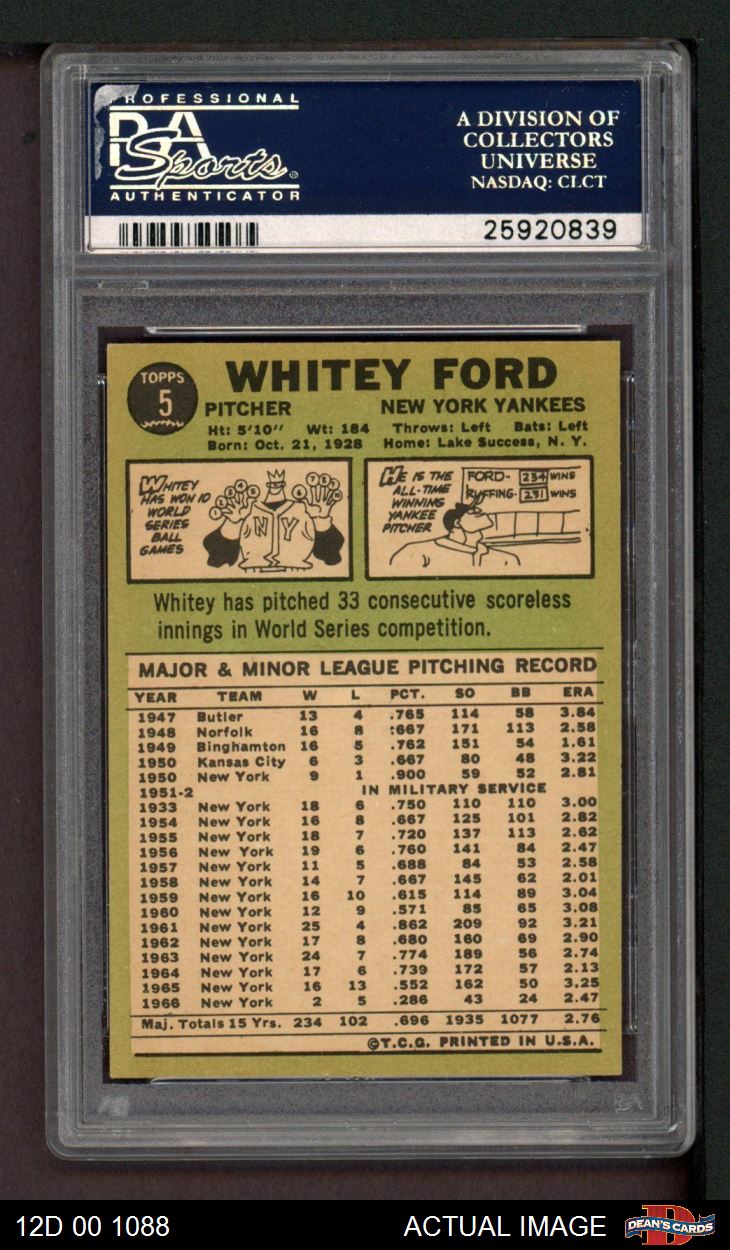 PROFESSIONAL
PSA
Sports
AUTHENTICATOR
A DIVISION OF
COLLECTORS
UNIVERSE
NASDAQ: CLCT
25920839
TOPPS
5
WHITEY FORD
PITCHER NEW YORK YANKEES
Ht: 5'10" Wt: 184 Throws: Left Bats: Left
Born: Oct. 21, 1928 Home: Lake Success, N. Y.
WHITEY
HAS WON 10
WORLD
SERIES
BALL
GAMES
NY
HE IS THE
ALL-TIME
WINNING
YANKEE
PITCHER
FORD- 234 WINS
RUFFING- 231 WINS
Whitey has pitched 33 consecutive scoreless
innings in World Series competition.
MAJOR & MINOR LEAGUE PITCHING RECORD
YEAR TEAM W L PCT. SO BB ERA
1947 Butler 13 4 .765 114 58 3.84
1948 Norfolk 16 8 .667 171 113 2.58
1949 Binghamton 16 5 .762 151 54 1.61
1950 Kansas City 6 3 .667 80 48 3.22
1950 New York 9 1 .900 59 52 2.81
1951-2 IN MILITARY SERVICE
1933 New York 18 6 .750 110 110 3.00
1954 New York 16 8 .667 125 101 2.82
1955 New York 18 7 .720 137 113 2.62
1956 New York 19 6 .760 141 84 2.47
1957 New York 11 5 .688 84 53 2.58
1958 New York 14 7 .667 145 62 2.01
1959 New York 16 10 .615 114 89 3.04
1960 New York 12 9 .571 85 65 3.08
1961 New York 25 4 .862 209 92 3.21
1962 New York 17 8 .680 160 69 2.90
1963 New York 24 7 .774 189 56 2.74
1964 New York 17 6 .739 172 57 2.13
1965 New York 16 13 .552 162 50 3.25
1966 New York 2 5 .286 43 24 2.47
Maj. Totals 15 Yrs. 234 102 .696 1935 1077 2.76
©T.C.G. PRINTED IN U.S.A.
12D 00 1088 ACTUAL IMAGE
DEAN'S CARDS